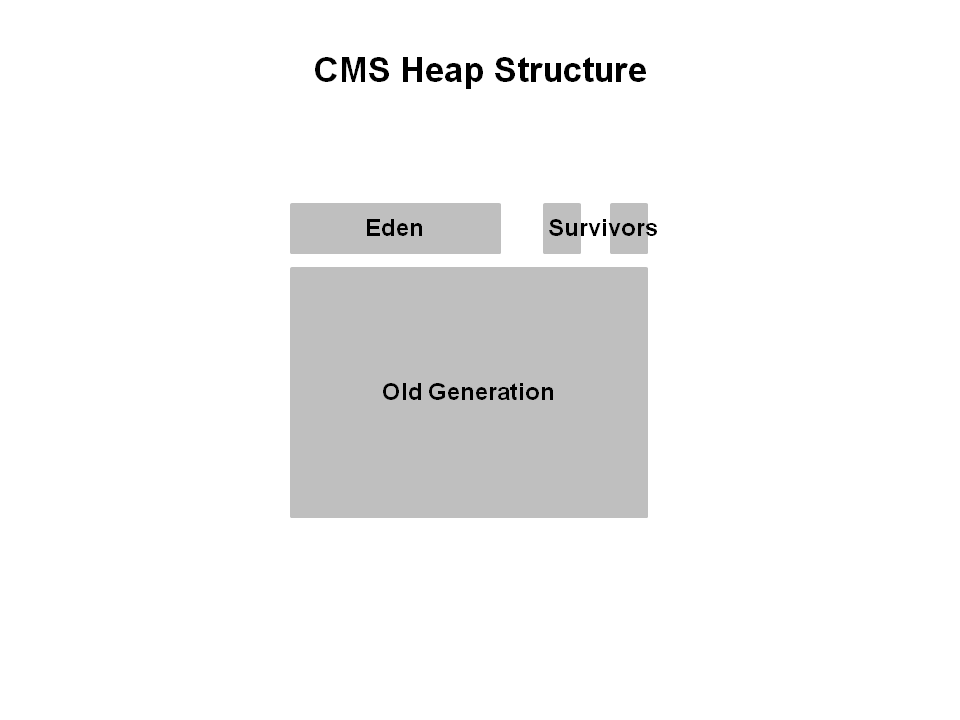 CMS Heap Structure
Eden
Survivors
Old Generation